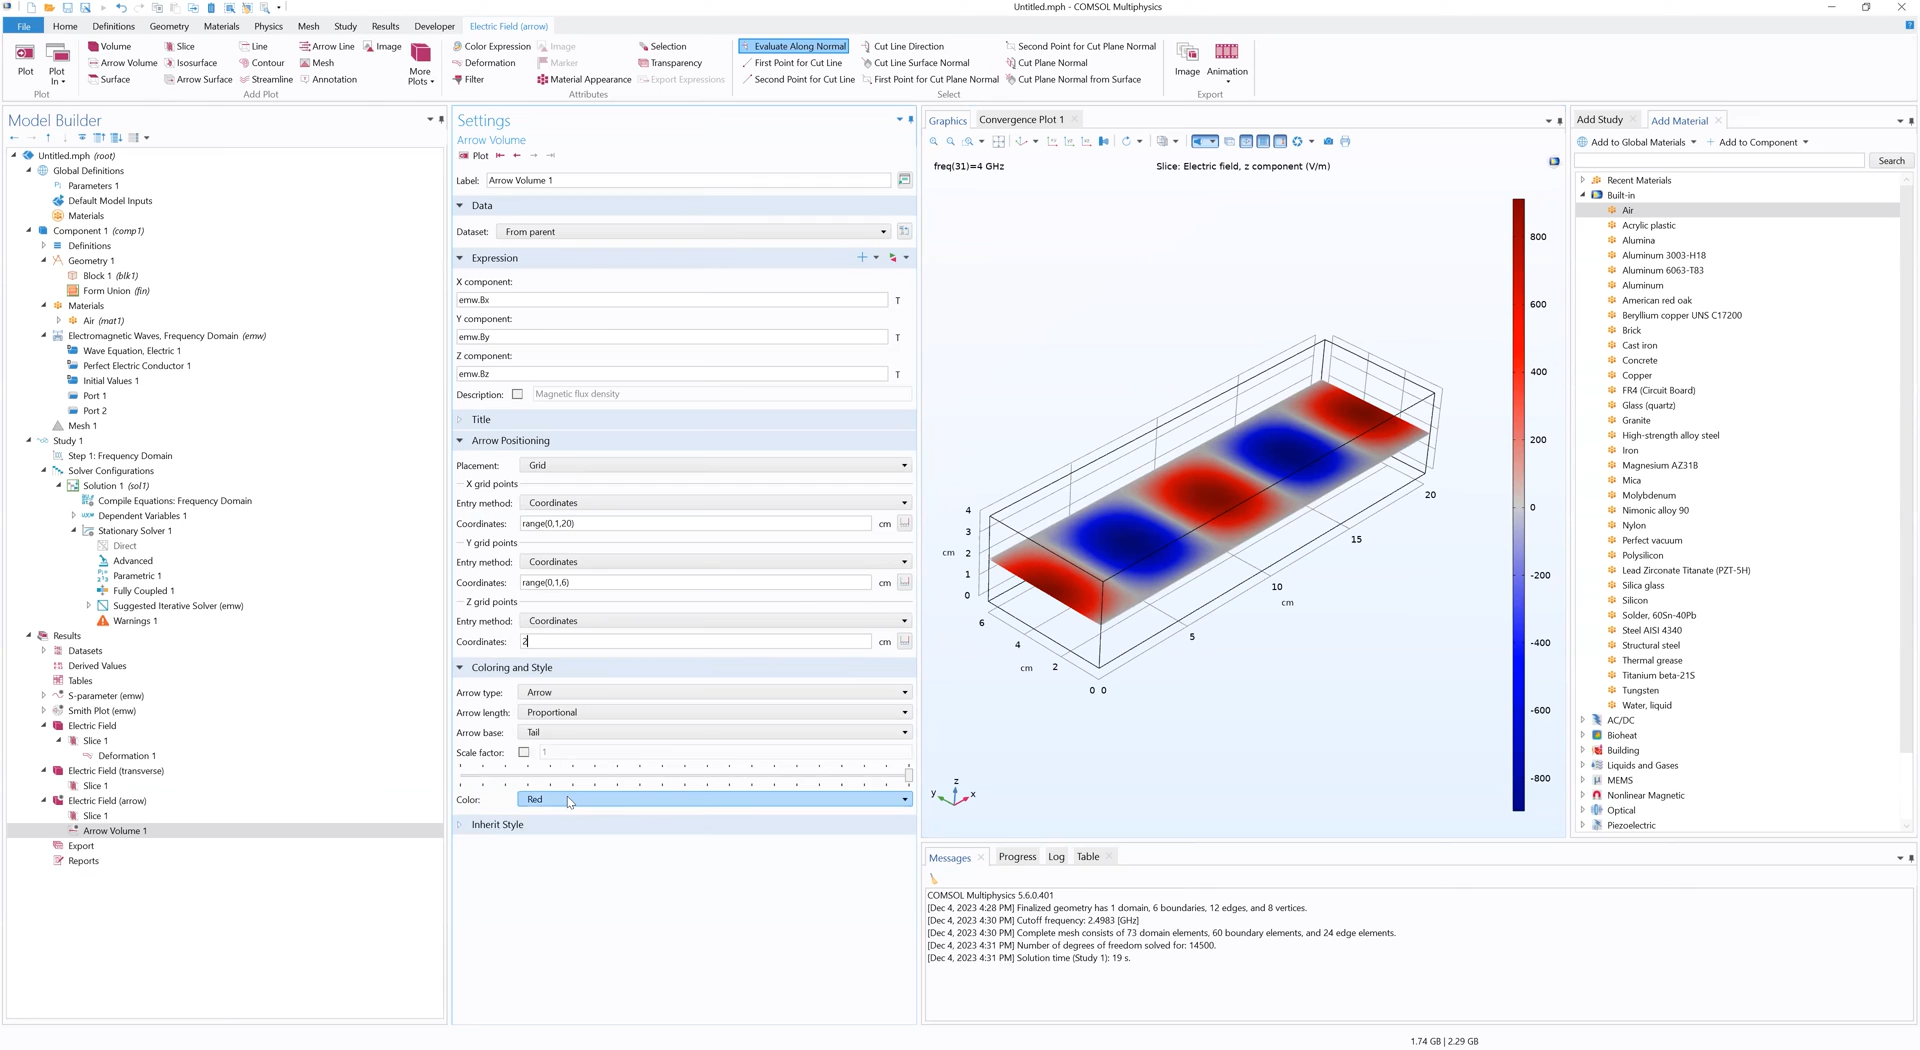 Untitled.mph - COMSOL Multiphysics
File Home Definitions Geometry Materials Physics Mesh Study Results Developer Electric Field (arrow)
Plot
Plot In
Plot
Volume Slice Line Arrow Line Image
Arrow Volume Isosurface Contour Mesh
Surface Arrow Surface Streamline Annotation
More Plots
Add Plot
Color Expression Image Selection
Deformation Marker Transparency
Filter Material Appearance Export Expressions
Attributes
Evaluate Along Normal Cut Line Direction Second Point for Cut Plane Normal
First Point for Cut Line Cut Line Surface Normal Cut Plane Normal
Second Point for Cut Line First Point for Cut Plane Normal Cut Plane Normal from Surface
Select
Image Animation
Export
Model Builder
Untitled.mph (root)
Global Definitions
Parameters 1
Default Model Inputs
Materials
Component 1 (comp1)
Definitions
Geometry 1
Block 1 (blk1)
Form Union (fin)
Materials
Air (mat1)
Electromagnetic Waves, Frequency Domain (emw)
Wave Equation, Electric 1
Perfect Electric Conductor 1
Initial Values 1
Port 1
Port 2
Mesh 1
Study 1
Step 1: Frequency Domain
Solver Configurations
Solution 1 (sol1)
Compile Equations: Frequency Domain
Dependent Variables 1
Stationary Solver 1
Direct
Advanced
Parametric 1
Fully Coupled 1
Suggested Iterative Solver (emw)
Warnings 1
Results
Datasets
Derived Values
Tables
S-parameter (emw)
Smith Plot (emw)
Electric Field
Slice 1
Deformation 1
Electric Field (transverse)
Slice 1
Electric Field (arrow)
Slice 1
Arrow Volume 1
Export
Reports
Settings
Arrow Volume
Plot
Label: Arrow Volume 1
Data
Dataset: From parent
Expression
X component:
emw.Bx T
Y component:
emw.By T
Z component:
emw.Bz T
Description: Magnetic flux density
Title
Arrow Positioning
Placement: Grid
X grid points
Entry method: Coordinates
Coordinates: range(0,1,20) cm
Y grid points
Entry method: Coordinates
Coordinates: range(0,1,6) cm
Z grid points
Entry method: Coordinates
Coordinates: 2 cm
Coloring and Style
Arrow type: Arrow
Arrow length: Proportional
Arrow base: Tail
Scale factor: 1
Color: Red
Inherit Style
Graphics Convergence Plot 1
freq(31)=4 GHz Slice: Electric field, z component (V/m)
800
600
400
200
0
-200
-400
-600
-800
4
3
cm 2
1
0
6
4
cm 2
0 0
5
10
cm
15
20
y z x
Add Study Add Material
Add to Global Materials Add to Component
Search
Recent Materials
Built-in
Air
Acrylic plastic
Alumina
Aluminum 3003-H18
Aluminum 6063-T83
Aluminum
American red oak
Beryllium copper UNS C17200
Brick
Cast iron
Concrete
Copper
FR4 (Circuit Board)
Glass (quartz)
Granite
High-strength alloy steel
Iron
Magnesium AZ31B
Mica
Molybdenum
Nimonic alloy 90
Nylon
Perfect vacuum
Polysilicon
Lead Zirconate Titanate (PZT-5H)
Silica glass
Silicon
Solder, 60Sn-40Pb
Steel AISI 4340
Structural steel
Thermal grease
Titanium beta-21S
Tungsten
Water, liquid
AC/DC
Bioheat
Building
Liquids and Gases
MEMS
Nonlinear Magnetic
Optical
Piezoelectric
Messages Progress Log Table
COMSOL Multiphysics 5.6.0.401
[Dec 4, 2023 4:28 PM] Finalized geometry has 1 domain, 6 boundaries, 12 edges, and 8 vertices.
[Dec 4, 2023 4:30 PM] Cutoff frequency: 2.4983 [GHz]
[Dec 4, 2023 4:30 PM] Complete mesh consists of 73 domain elements, 60 boundary elements, and 24 edge elements.
[Dec 4, 2023 4:31 PM] Number of degrees of freedom solved for: 14500.
[Dec 4, 2023 4:31 PM] Solution time (Study 1): 19 s.
1.74 GB | 2.29 GB